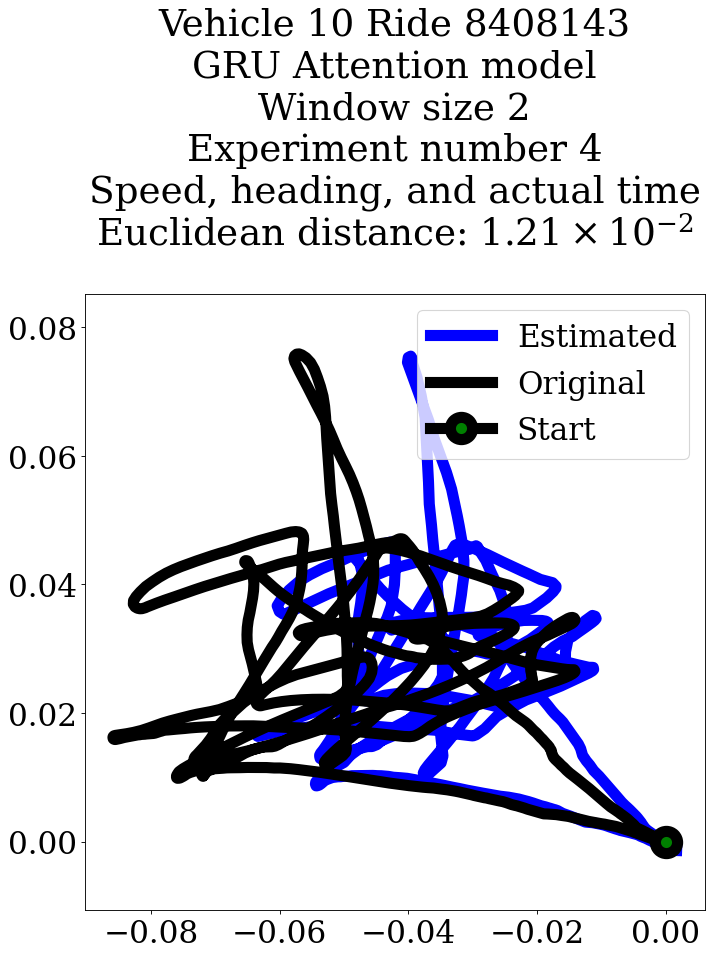 Vehicle 10 Ride 8408143
GRU Attention model
Window size 2
Experiment number 4
Speed, heading, and actual time
Euclidean distance: 1.21 × 10⁻²
0.08
0.06
0.04
0.02
0.00
Estimated
Original
Start
−0.08
−0.06
−0.04
−0.02
0.00